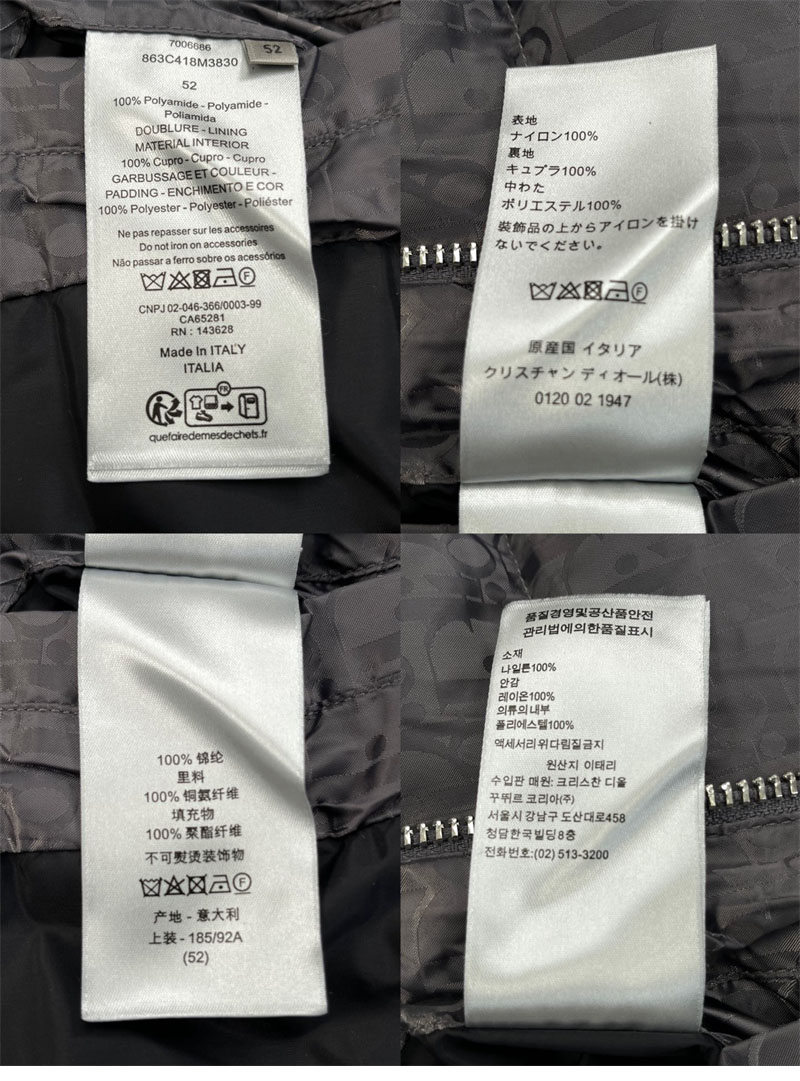 7006686
52
863C418M3830
52
100% Polyamide - Polyamide -
Poliamida
DOUBLURE - LINING
MATERIAL INTERIOR
100% Cupro - Cupro - Cupro
GARBUSSAGE ET COULEUR -
PADDING - ENCHIMENTO E COR
100% Polyester - Polyester - Poliéster
Ne pas repasser sur les accessoires
Do not iron on accessories
Não passar a ferro sobre os acessórios
F
CNPJ 02-046-366/0003-99
CA65281
RN : 143628
Made In ITALY
ITALIA
FR
quefairedemesdechets.fr
表地
ナイロン100%
裏地
キュプラ100%
中わた
ポリエステル100%
装飾品の上からアイロンを掛け
ないでください。
F
原産国 イタリア
クリスチャン ディオール(株)
0120 02 1947
100% 锦纶
里料
100% 铜氨纤维
填充物
100% 聚酯纤维
不可熨烫装饰物
F
产地 - 意大利
上装 - 185/92A
(52)
품질경영및공산품안전
관리법에의한품질표시
소재
나일론100%
안감
레이온100%
의류의내부
폴리에스텔100%
액세서리위다림질금지
원산지 이태리
수입판 매원: 크리스찬 디올
꾸뛰르 코리아(주)
서울시 강남구 도산대로458
청담한국빌딩8층
전화번호:(02) 513-3200